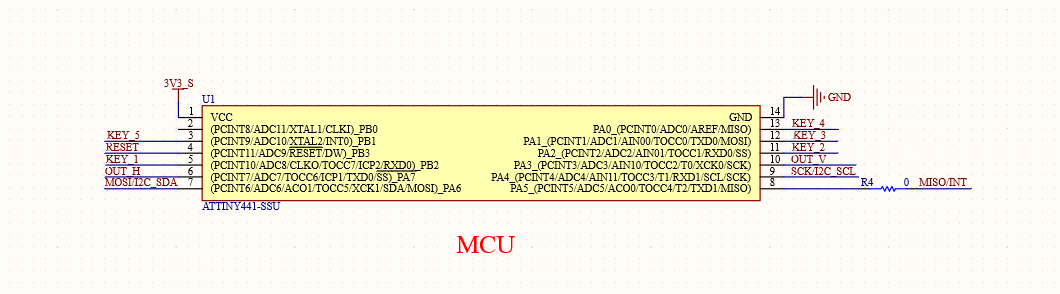 3V3_S
U1
1 VCC
2 (PCINT8/ADC11/XTAL1/CLKI)_PB0
KEY_5 3 (PCINT9/ADC10/XTAL2/INT0)_PB1
RESET 4 (PCINT11/ADC9/RESET/DW)_PB3
KEY_1 5 (PCINT10/ADC8/CLKO/TOCC7/ICP2/RXD0)_PB2
OUT_H 6 (PCINT7/ADC7/TOCC6/ICP1/TXD0/SS)_PA7
MOSI/I2C_SDA 7 (PCINT6/ADC6/ACO1/TOCC5/XCK1/SDA/MOSI)_PA6
GND 14 GND
PA0_(PCINT0/ADC0/AREF/MISO) 13 KEY_4
PA1_(PCINT1/ADC1/AIN00/TOCC0/TXD0/MOSI) 12 KEY_3
PA2_(PCINT2/ADC2/AIN01/TOCC1/RXD0/SS) 11 KEY_2
PA3_(PCINT3/ADC3/AIN10/TOCC2/T0/XCK0/SCK) 10 OUT_V
PA4_(PCINT4/ADC4/AIN11/TOCC3/T1/RXD1/SCL/SCK) 9 SCK/I2C_SCL
PA5_(PCINT5/ADC5/ACO0/TOCC4/T2/TXD1/MISO) 8 R4 0 MISO/INT
ATTINY441-SSU
MCU